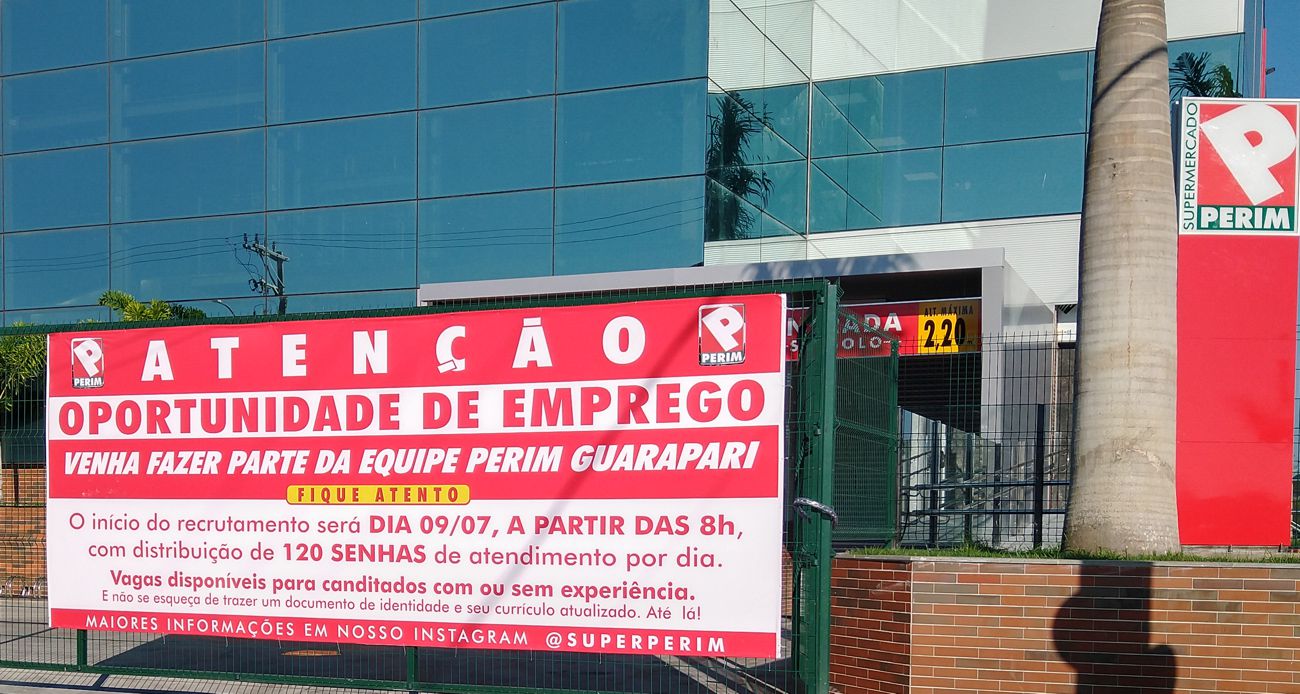 PERIM
ATENÇÃO
PERIM
OPORTUNIDADE DE EMPREGO
VENHA FAZER PARTE DA EQUIPE PERIM GUARAPARI
FIQUE ATENTO
O início do recrutamento será DIA 09/07, A PARTIR DAS 8h,
com distribuição de 120 SENHAS de atendimento por dia.
Vagas disponíveis para canditados com ou sem experiência.
E não se esqueça de trazer um documento de identidade e seu currículo atualizado. Até lá!
MAIORES INFORMAÇÕES EM NOSSO INSTAGRAM @SUPERPERIM
ALT. MÁXIMA
2,20
SUPERMERCADO
P
PERIM